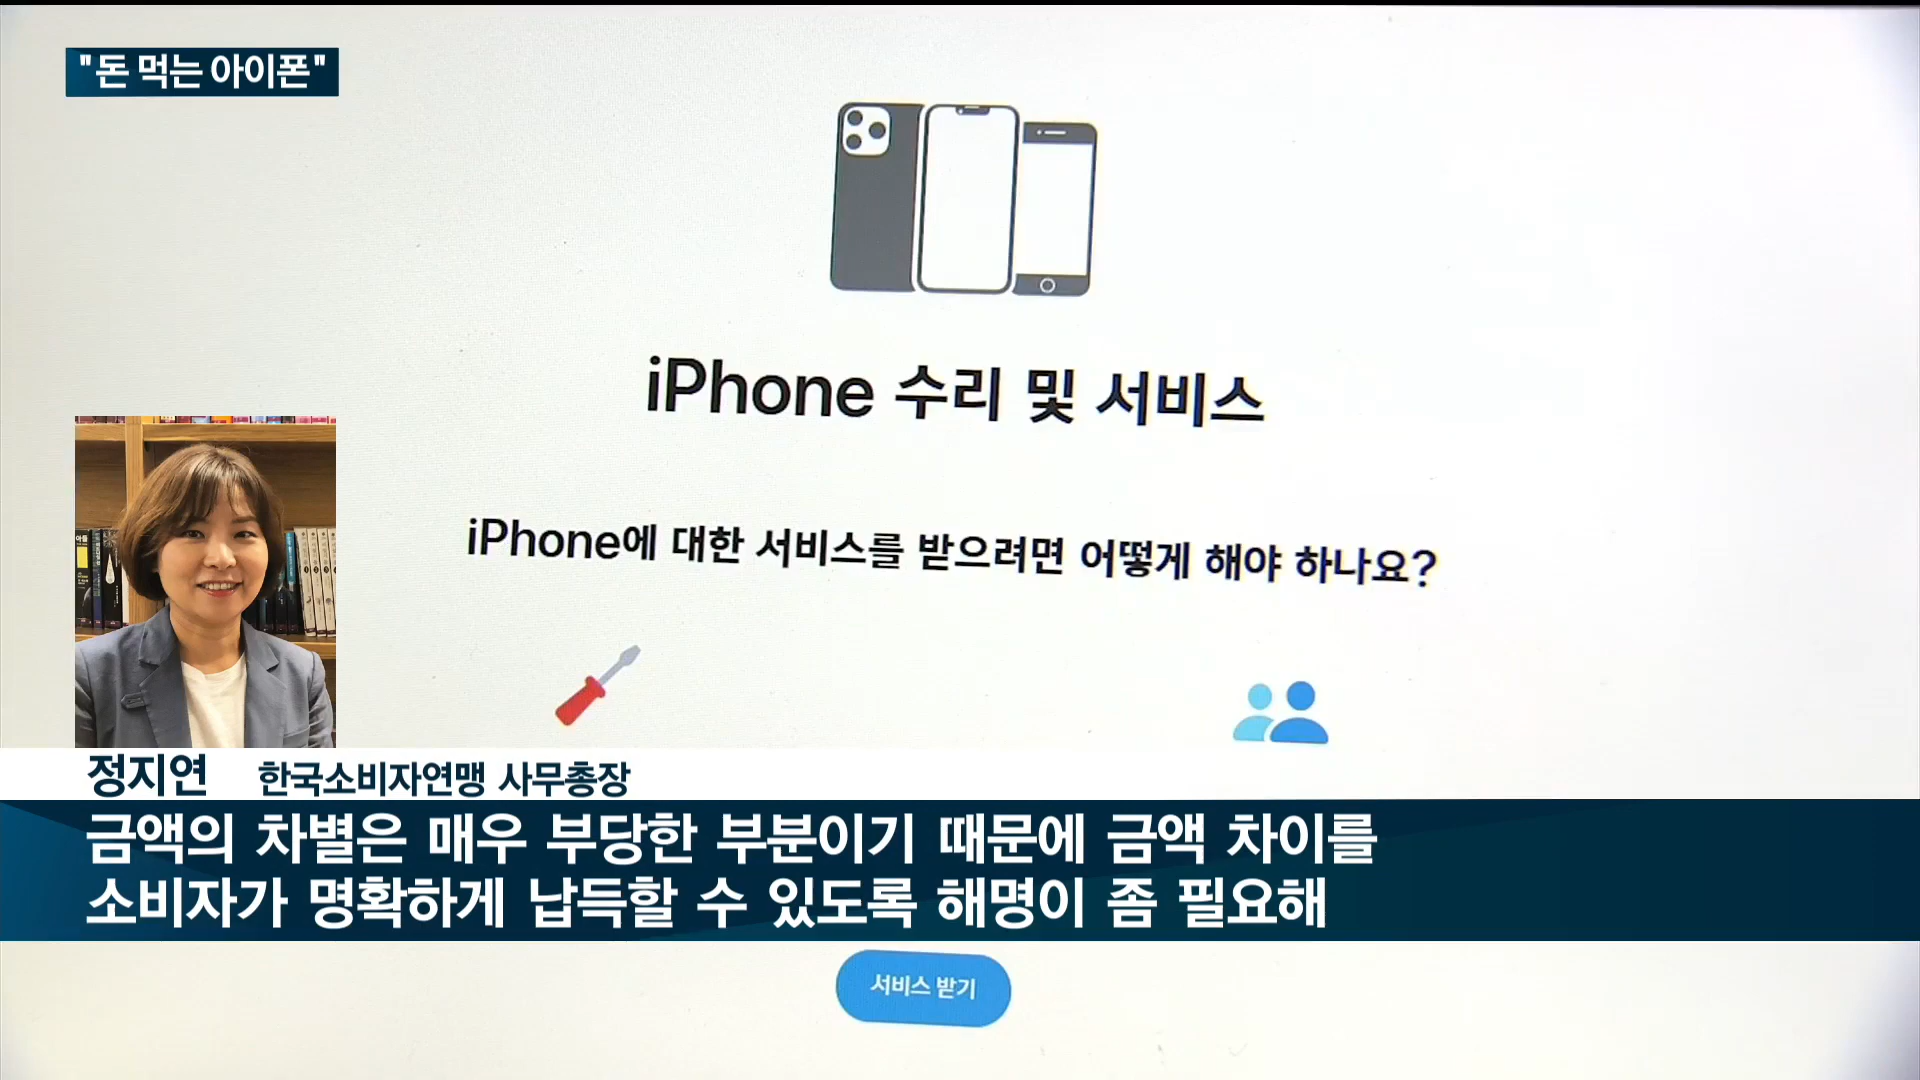 "돈 먹는 아이폰"
iPhone 수리 및 서비스
iPhone에 대한 서비스를 받으려면 어떻게 해야 하나요?
정지연 한국소비자연맹 사무총장
금액의 차별은 매우 부당한 부분이기 때문에 금액 차이를
소비자가 명확하게 납득할 수 있도록 해명이 좀 필요해
서비스 받기